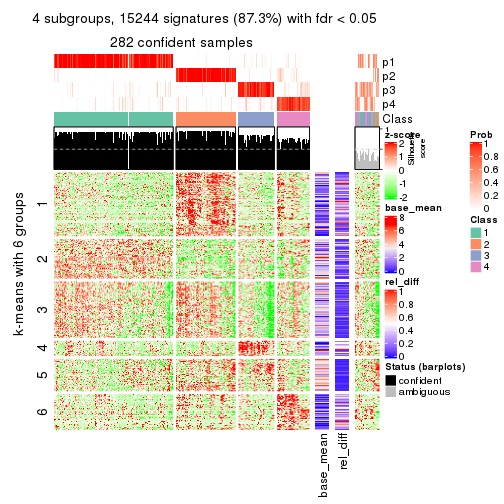 4 subgroups, 15244 signatures (87.3%) with fdr < 0.05
282 confident samples
p1
p2
p3
p4
Class
1
0
Silhouette
score
k-means with 6 groups
1
2
3
4
5
6
base_mean
rel_diff
z-score
2
1
0
-1
-2
base_mean
8
6
4
2
0
rel_diff
1
0.8
0.6
0.4
0.2
0
Status (barplots)
confident
ambiguous
Prob
1
0.8
0.6
0.4
0.2
0
Class
1
2
3
4